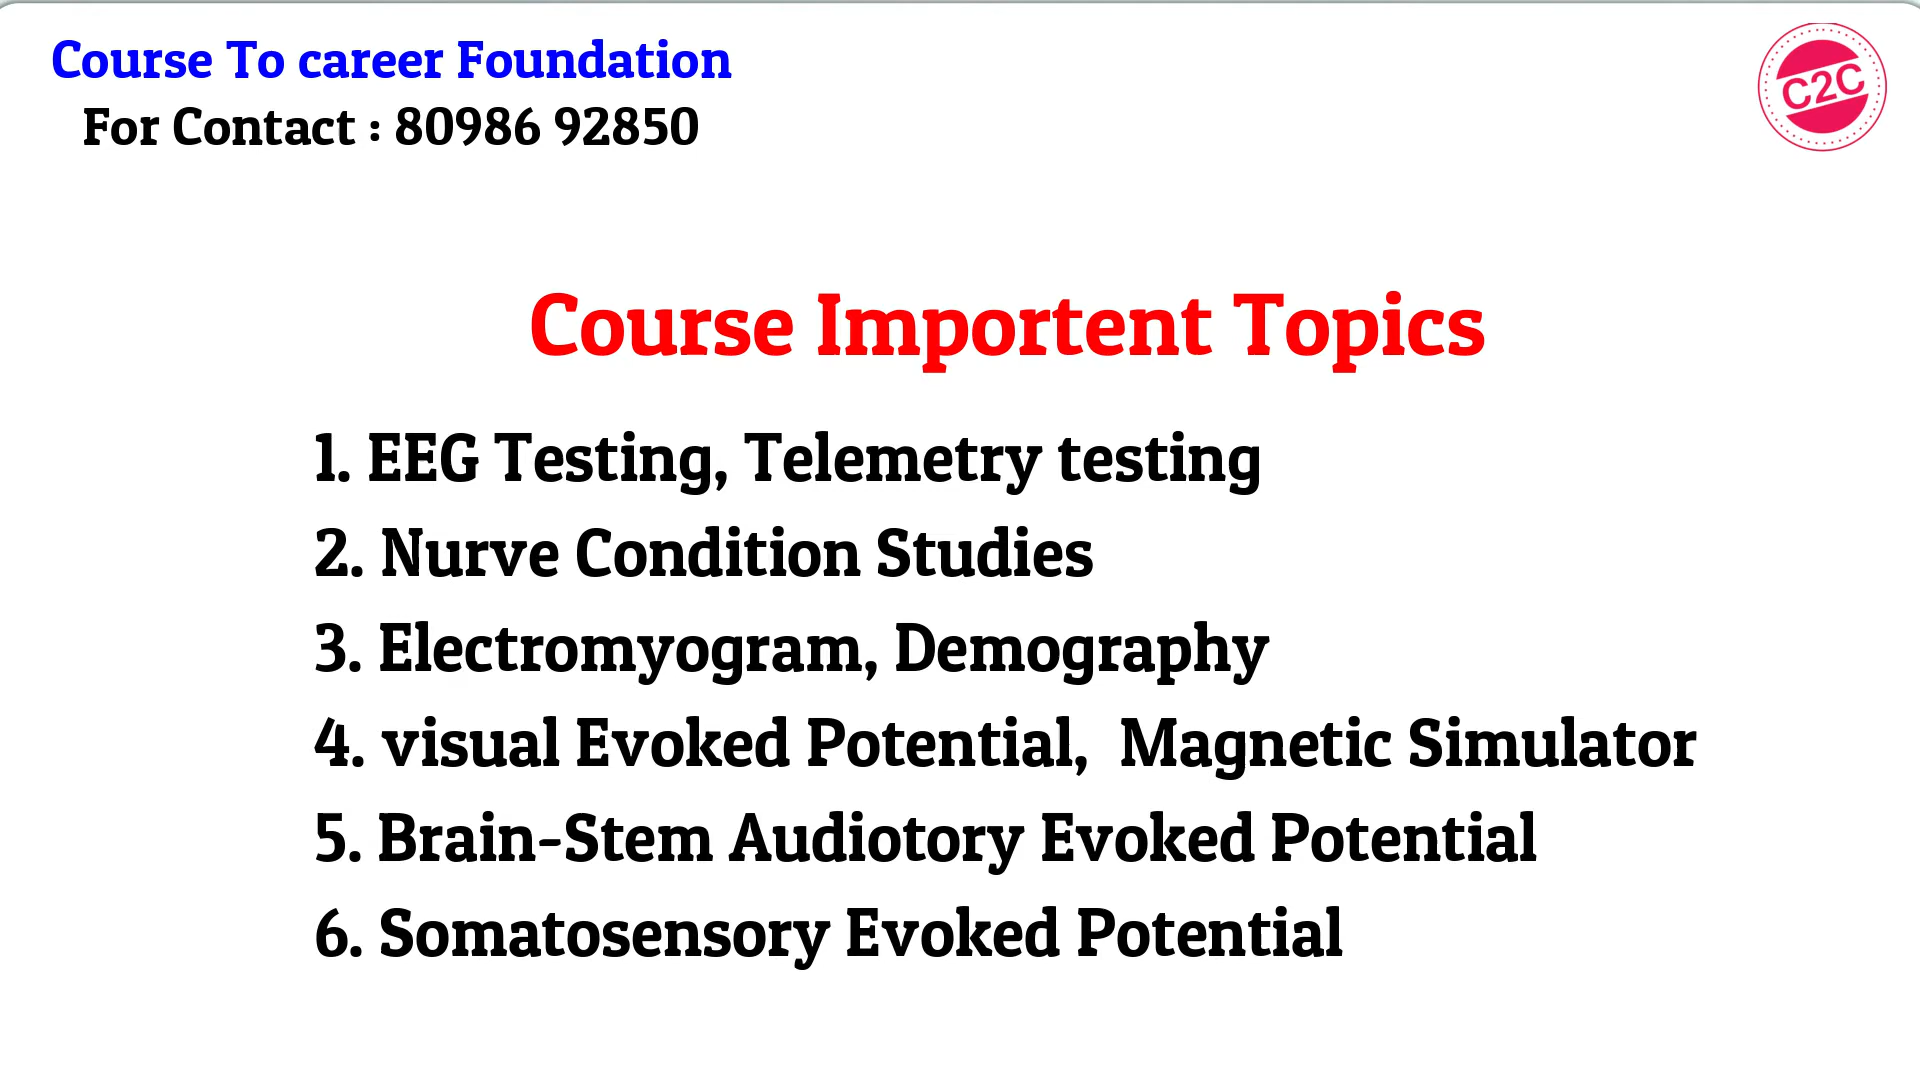 Course To career Foundation
For Contact : 80986 92850
C2C
Course Importent Topics
1. EEG Testing, Telemetry testing
2. Nurve Condition Studies
3. Electromyogram, Demography
4. visual Evoked Potential,  Magnetic Simulator
5. Brain-Stem Audiotory Evoked Potential
6. Somatosensory Evoked Potential